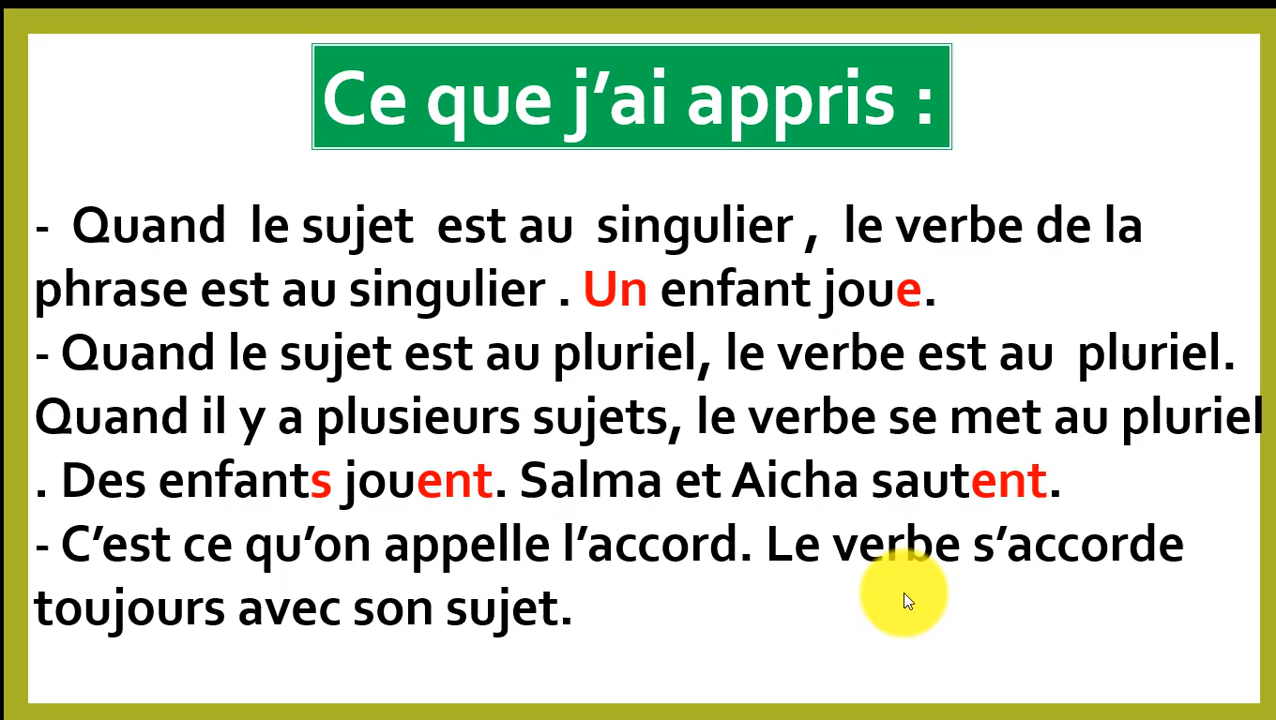 Ce que j’ai appris :
- Quand le sujet est au singulier , le verbe de la
phrase est au singulier . Un enfant joue.
- Quand le sujet est au pluriel, le verbe est au pluriel.
Quand il y a plusieurs sujets, le verbe se met au pluriel
. Des enfants jouent. Salma et Aicha sautent.
- C’est ce qu’on appelle l’accord. Le verbe s’accorde
toujours avec son sujet.